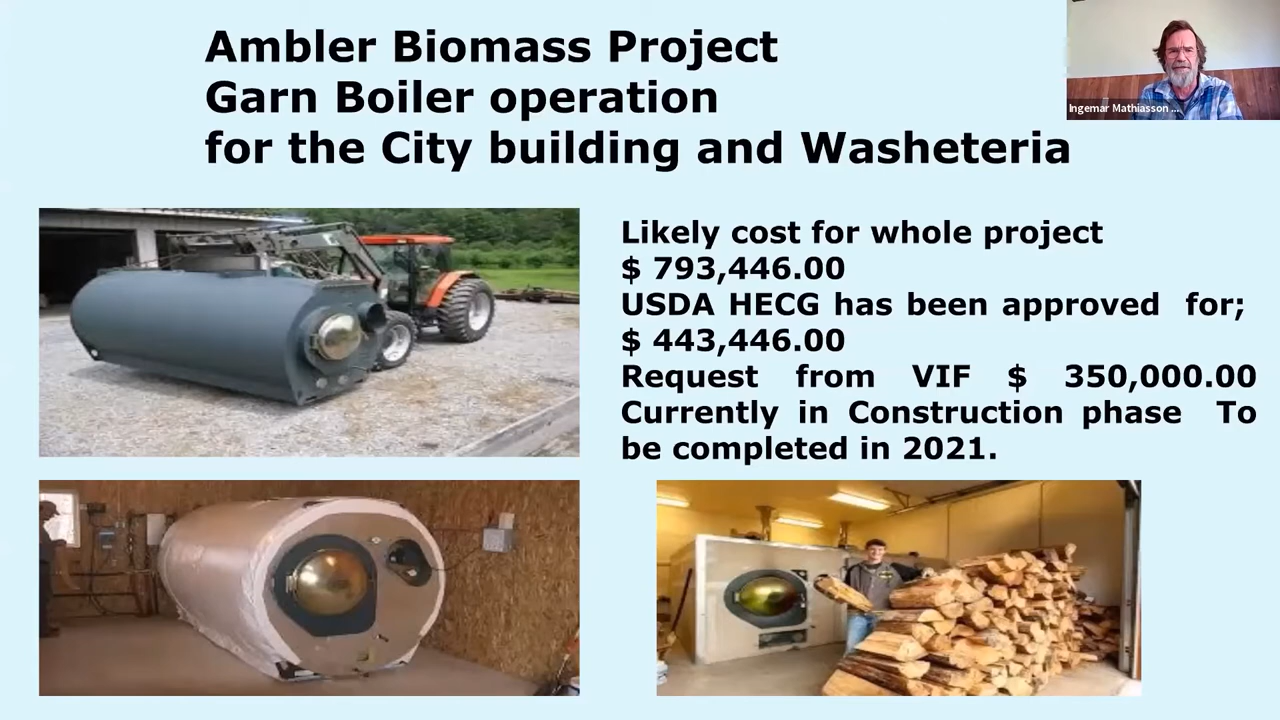 Ambler Biomass Project
Garn Boiler operation
for the City building and Washeteria
Ingemar Mathiasson ...
Likely cost for whole project
$ 793,446.00
USDA HECG has been approved for;
$ 443,446.00
Request from VIF $ 350,000.00
Currently in Construction phase To
be completed in 2021.